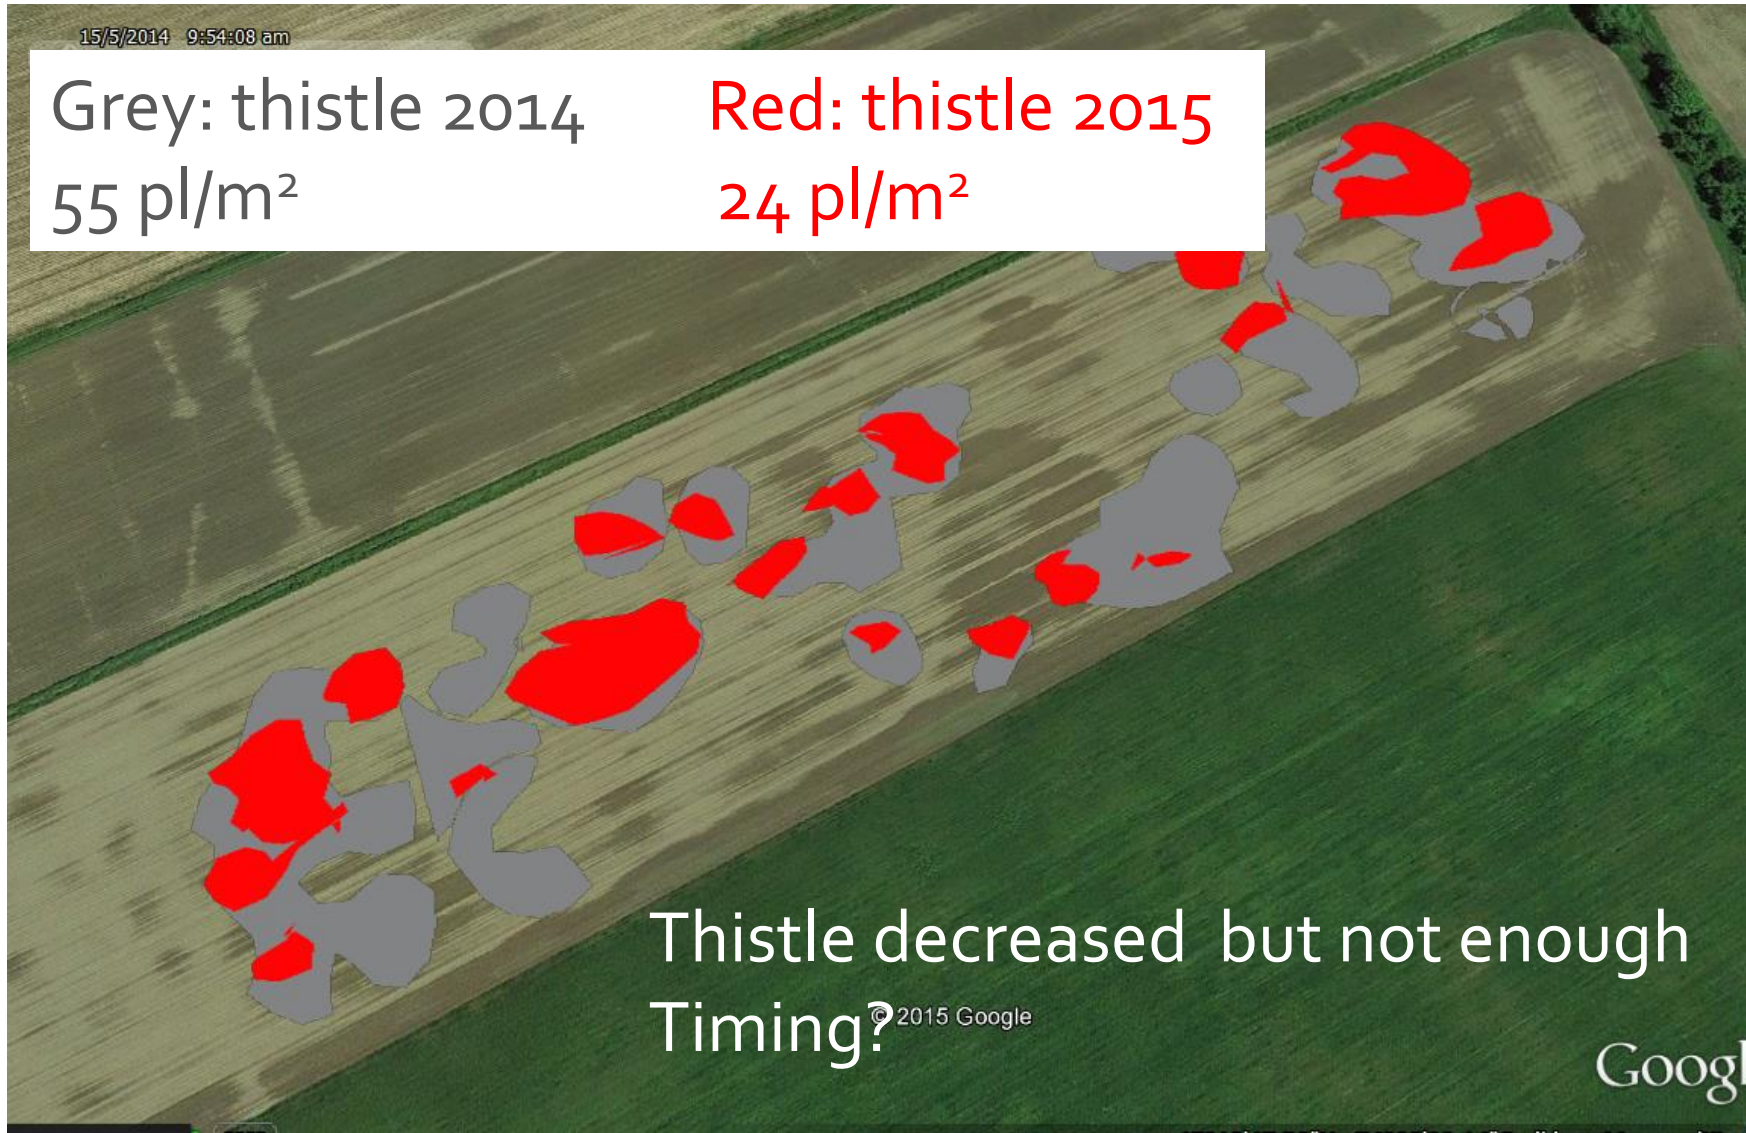 15/5/2014 9:54:08 am
Grey: thistle 2014 Red: thistle 2015
55 pl/m² 24 pl/m²
Thistle decreased but not enough
Timing?
© 2015 Google
Googl